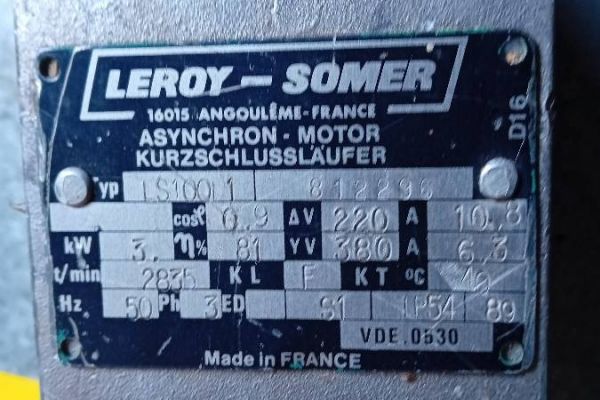 LEROY-SOMER
16015 ANGOULÊME-FRANCE
ASYNCHRON-MOTOR
KURZSCHLUSSLÄUFER
D16
Typ LS100L1 812296
cosφ 0.9 ΔV 220 A 10.8
kW 3. η% 81 YV 380 A 6.3
t/min 2835 KL F KT °C 40
Hz 50 Ph 3 ED S1 IP54 89
VDE.0530
Made in FRANCE